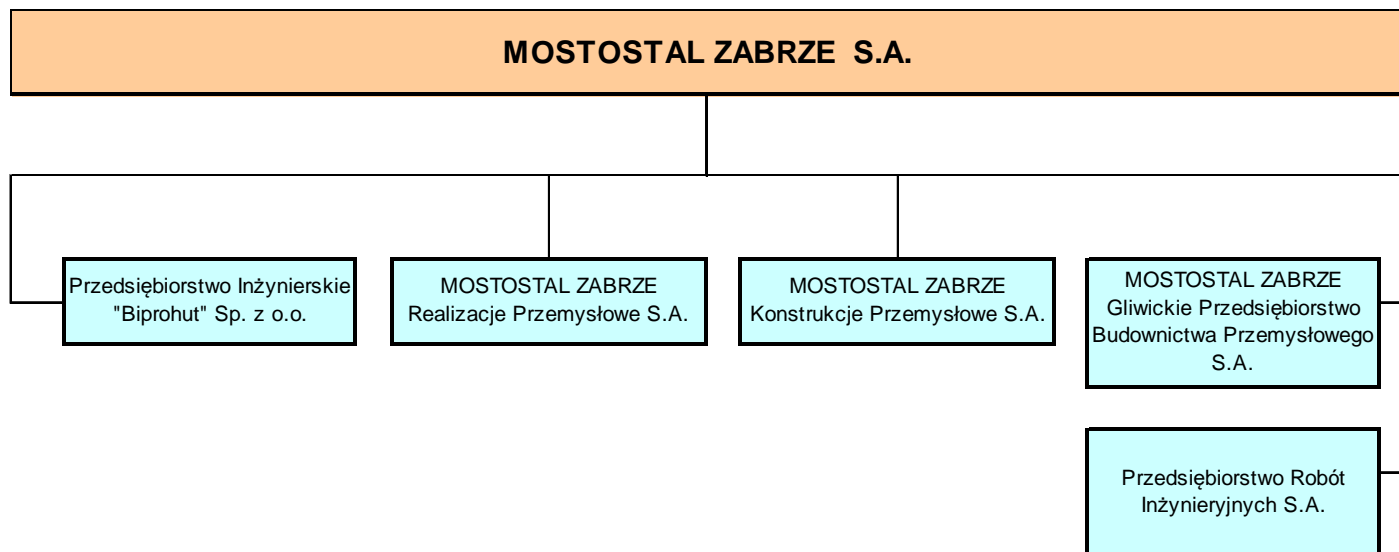 MOSTOSTAL ZABRZE S.A.
Przedsiębiorstwo Inżynierskie
"Biprohut" Sp. z o.o.
MOSTOSTAL ZABRZE
Realizacje Przemysłowe S.A.
MOSTOSTAL ZABRZE
Konstrukcje Przemysłowe S.A.
MOSTOSTAL ZABRZE
Gliwickie Przedsiębiorstwo
Budownictwa Przemysłowego
S.A.
Przedsiębiorstwo Robót
Inżynieryjnych S.A.